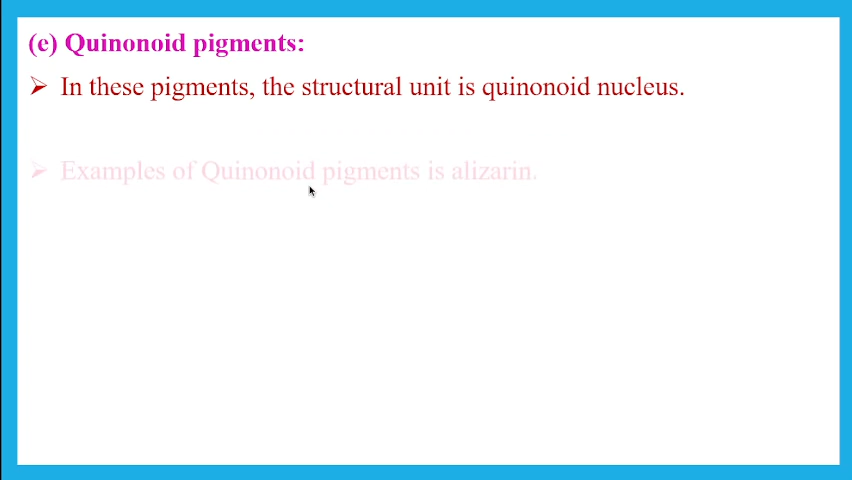 (e) Quinonoid pigments:
➢ In these pigments, the structural unit is quinonoid nucleus.
➢ Examples of Quinonoid pigments is alizarin.